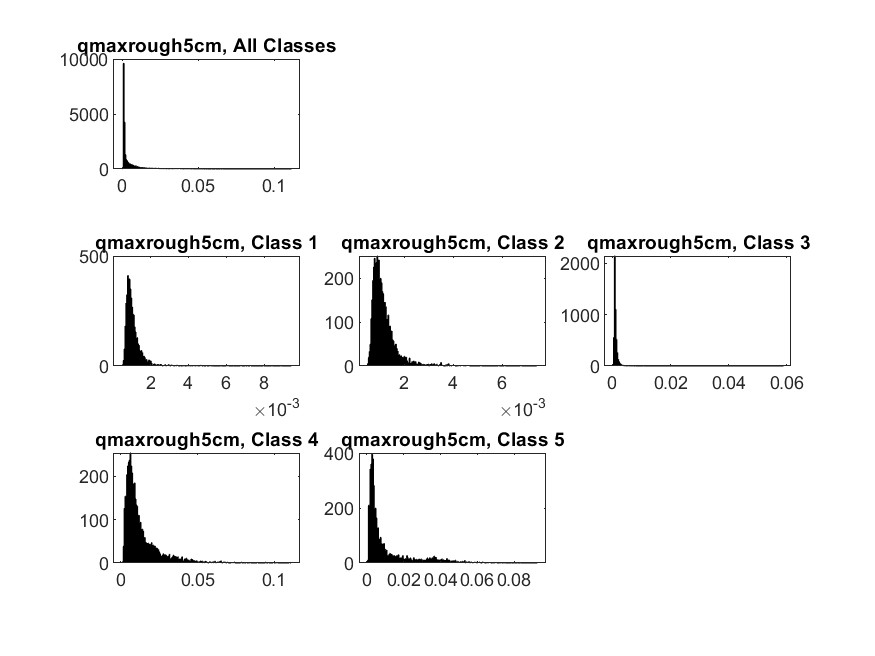 qmaxrough5cm, All Classes
10000
5000
0
0 0.05 0.1
qmaxrough5cm, Class 1
500
0
2 4 6 8
×10-3
qmaxrough5cm, Class 2
200
100
0
2 4 6
×10-3
qmaxrough5cm, Class 3
2000
1000
0
0 0.02 0.04 0.06
qmaxrough5cm, Class 4
200
100
0
0 0.05 0.1
qmaxrough5cm, Class 5
400
200
0
0 0.02 0.04 0.06 0.08